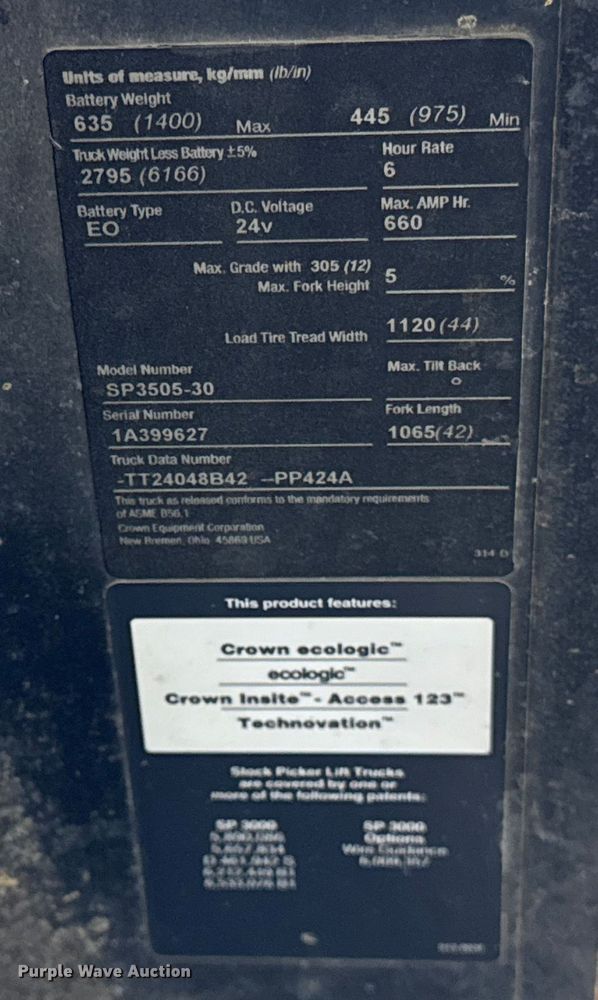 Units of measure, kg/mm (lb/in)
Battery Weight
635 (1400) Max 445 (975) Min
Truck Weight Less Battery ±5% Hour Rate
2795 (6166) 6
Battery Type D.C. Voltage Max. AMP Hr.
EO 24v 660
Max. Grade with 305 (12)
Max. Fork Height 5 %
Load Tire Tread Width 1120 (44)
Model Number Max. Tilt Back
SP3505-30 0
Serial Number Fork Length
1A399627 1065(42)
Truck Data Number
-TT24048B42 --PP424A
This truck as released conforms to the mandatory requirements
of ASME B56.1
Crown Equipment Corporation
New Bremen, Ohio 45869 USA
314 D
This product features:
Crown ecologic™
ecologic™
Crown Insite™- Access 123™
Technovation™
Stock Picker Lift Trucks
are covered by one or
more of the following patents:
SP 3000 SP 3000
Options
Wire Guidance
Purple Wave Auction